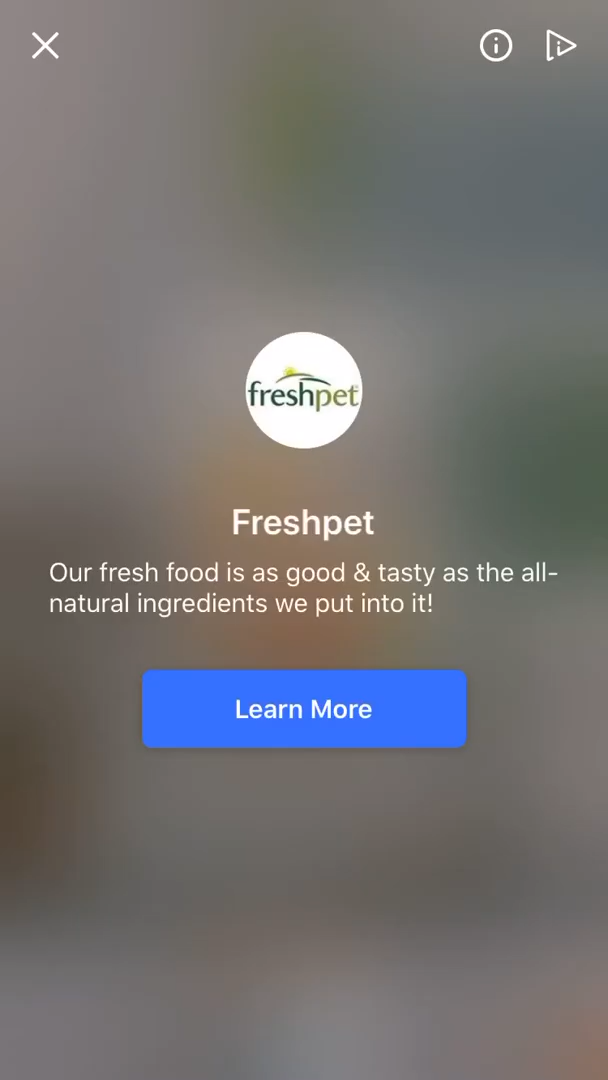 freshpet
Freshpet
Our fresh food is as good & tasty as the all-
natural ingredients we put into it!
Learn More